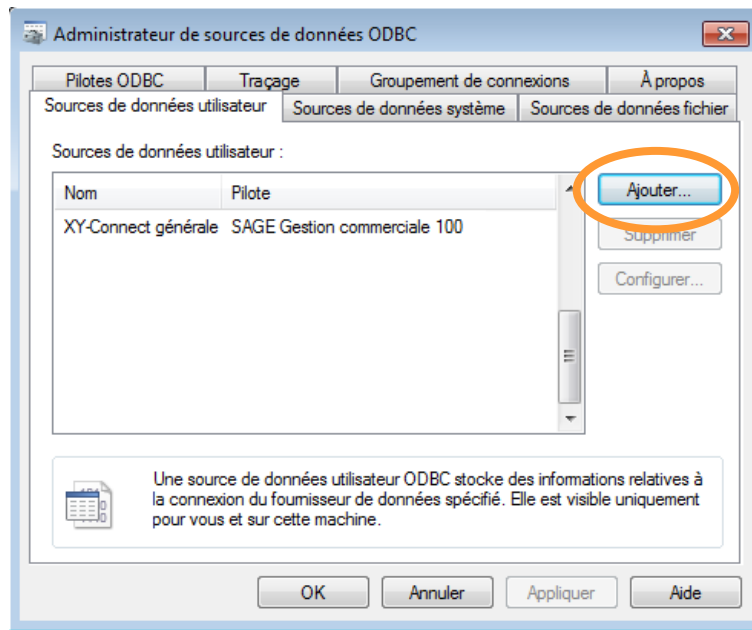 Administrateur de sources de données ODBC
Pilotes ODBC Traçage Groupement de connexions À propos
Sources de données utilisateur Sources de données système Sources de données fichier
Sources de données utilisateur :
Nom Pilote Ajouter...
XY-Connect générale SAGE Gestion commerciale 100 Supprimer
Configurer...
Une source de données utilisateur ODBC stocke des informations relatives à
la connexion du fournisseur de données spécifié. Elle est visible uniquement
pour vous et sur cette machine.
OK Annuler Appliquer Aide